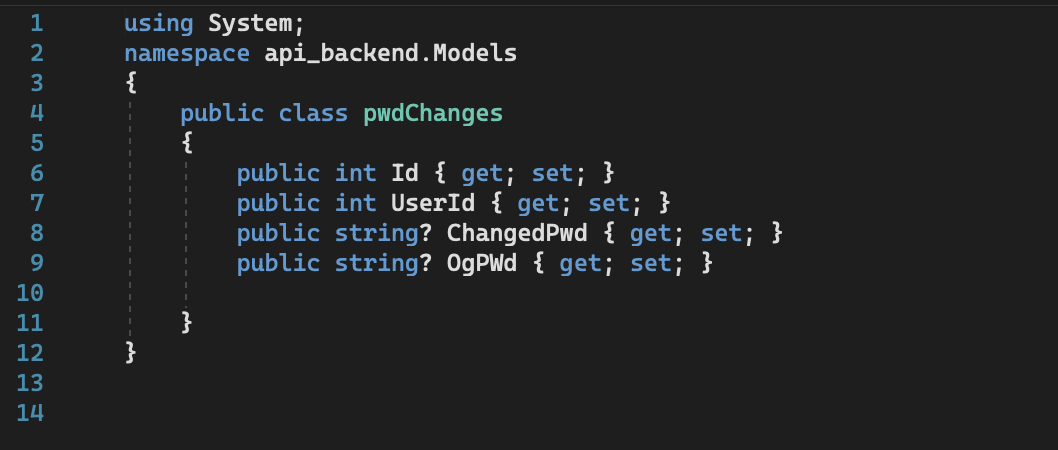 1 using System;
2 namespace api_backend.Models
3 {
4 public class pwdChanges
5 {
6 public int Id { get; set; }
7 public int UserId { get; set; }
8 public string? ChangedPwd { get; set; }
9 public string? OgPWd { get; set; }
10
11 }
12 }
13
14